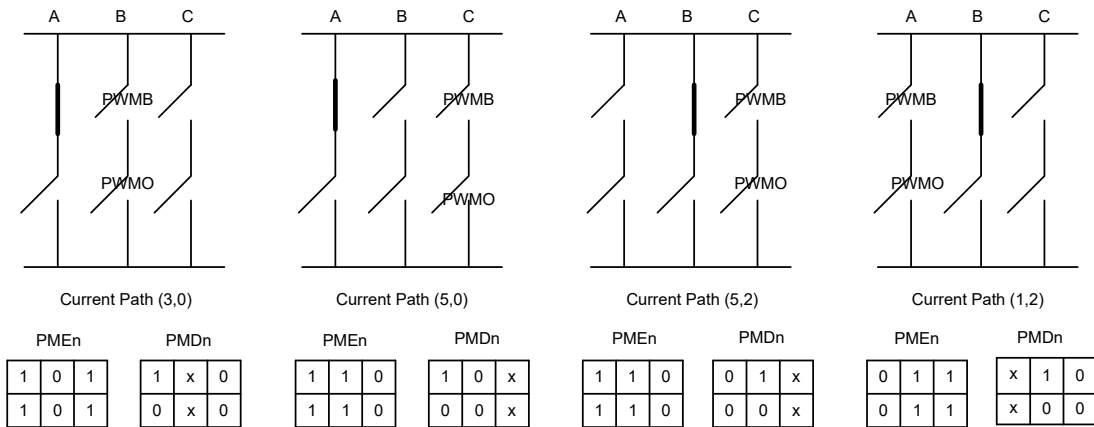 A B C A B C A B C A B C
PWMB PWMB PWMB PWMB
PWMO PWMO PWMO PWMO
Current Path (3,0) Current Path (5,0) Current Path (5,2) Current Path (1,2)
PMEn PMDn PMEn PMDn PMEn PMDn PMEn PMDn
1 0 1 1 x 0 1 1 0 1 0 x 1 1 0 0 1 x 0 1 1 x 1 0
1 0 1 0 x 0 1 1 0 0 0 x 1 1 0 0 0 x 0 1 1 x 0 0